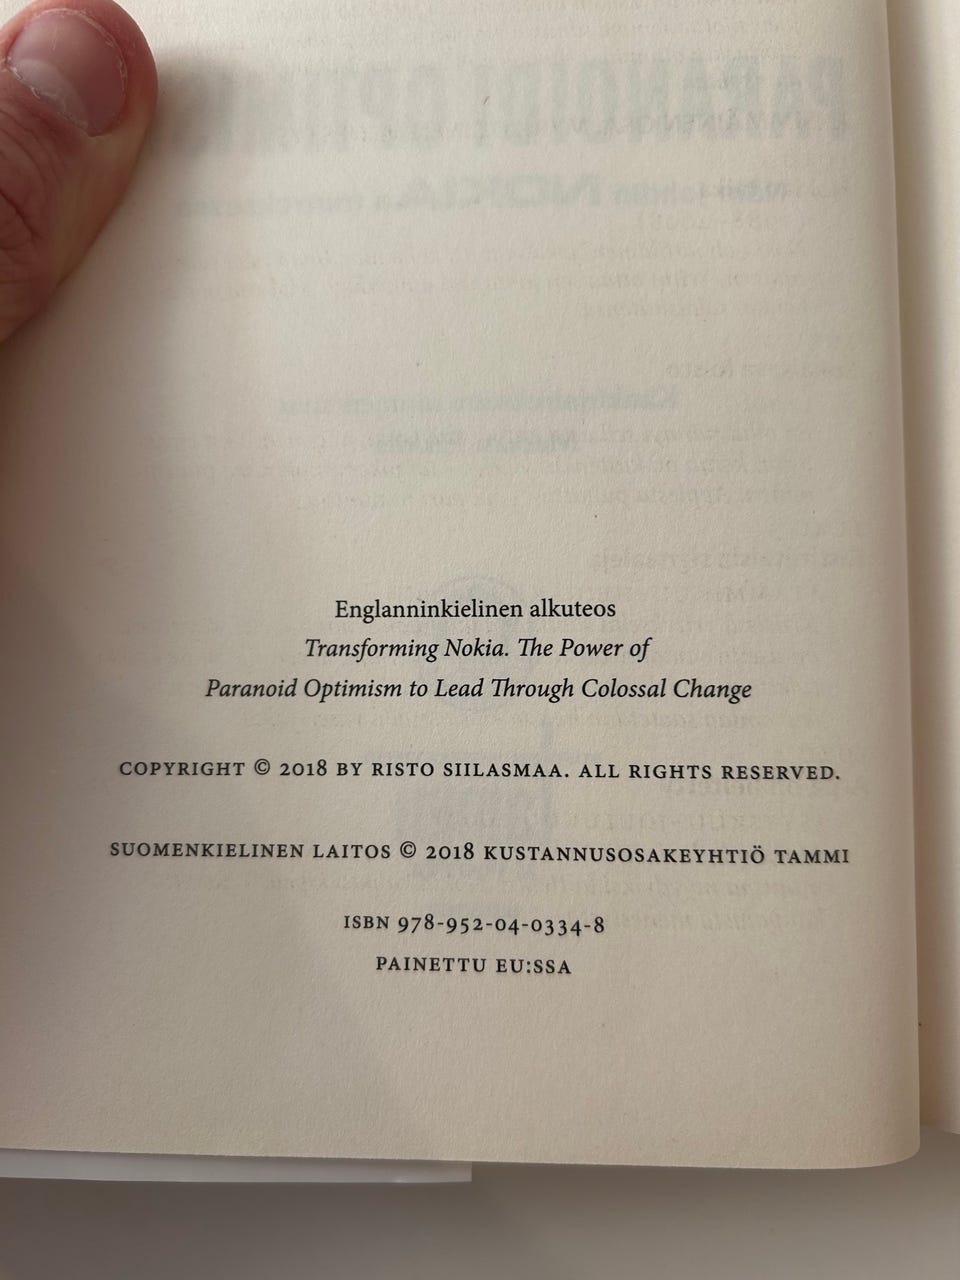 Englanninkielinen alkuteos
Transforming Nokia. The Power of
Paranoid Optimism to Lead Through Colossal Change
COPYRIGHT © 2018 BY RISTO SIILASMAA. ALL RIGHTS RESERVED.
SUOMENKIELINEN LAITOS © 2018 KUSTANNUSOSAKEYHTIÖ TAMMI
ISBN 978-952-04-0334-8
PAINETTU EU:SSA